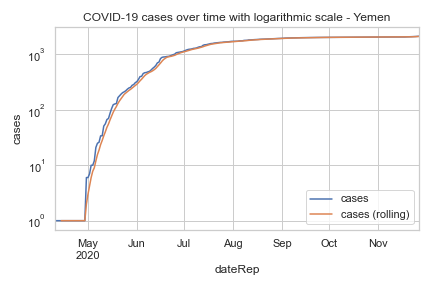 COVID-19 cases over time with logarithmic scale - Yemen
cases
10³
10²
10¹
10⁰
cases
cases (rolling)
May Jun Jul Aug Sep Oct Nov
2020
dateRep